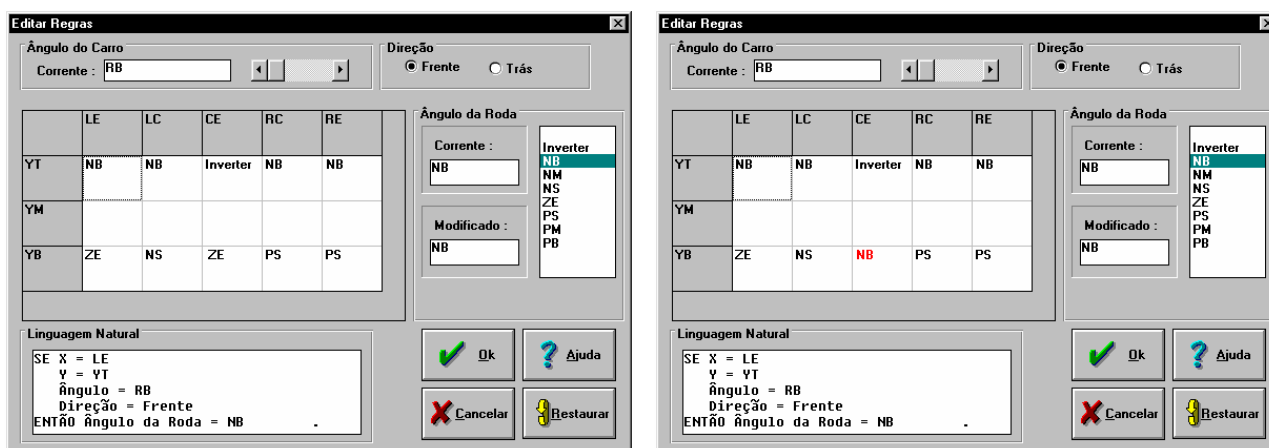 Editar Regras
Ângulo do Carro
Corrente : RB
Direção
Frente Trás
LE LC CE RC RE
YT NB NB Inverter NB NB
YM
YB ZE NS ZE PS PS
Ângulo da Roda
Corrente :
NB
Modificado :
NB
Inverter
NB
NM
NS
ZE
PS
PM
PB
Linguagem Natural
SE X = LE
Y = YT
Ângulo = RB
Direção = Frente
ENTÃO Ângulo da Roda = NB .
Ok
Ajuda
Cancelar
Restaurar
Editar Regras
Ângulo do Carro
Corrente : RB
Direção
Frente Trás
LE LC CE RC RE
YT NB NB Inverter NB NB
YM
YB ZE NS NB PS PS
Ângulo da Roda
Corrente :
NB
Modificado :
NB
Inverter
NB
NM
NS
ZE
PS
PM
PB
Linguagem Natural
SE X = LE
Y = YT
Ângulo = RB
Direção = Frente
ENTÃO Ângulo da Roda = NB .
Ok
Ajuda
Cancelar
Restaurar